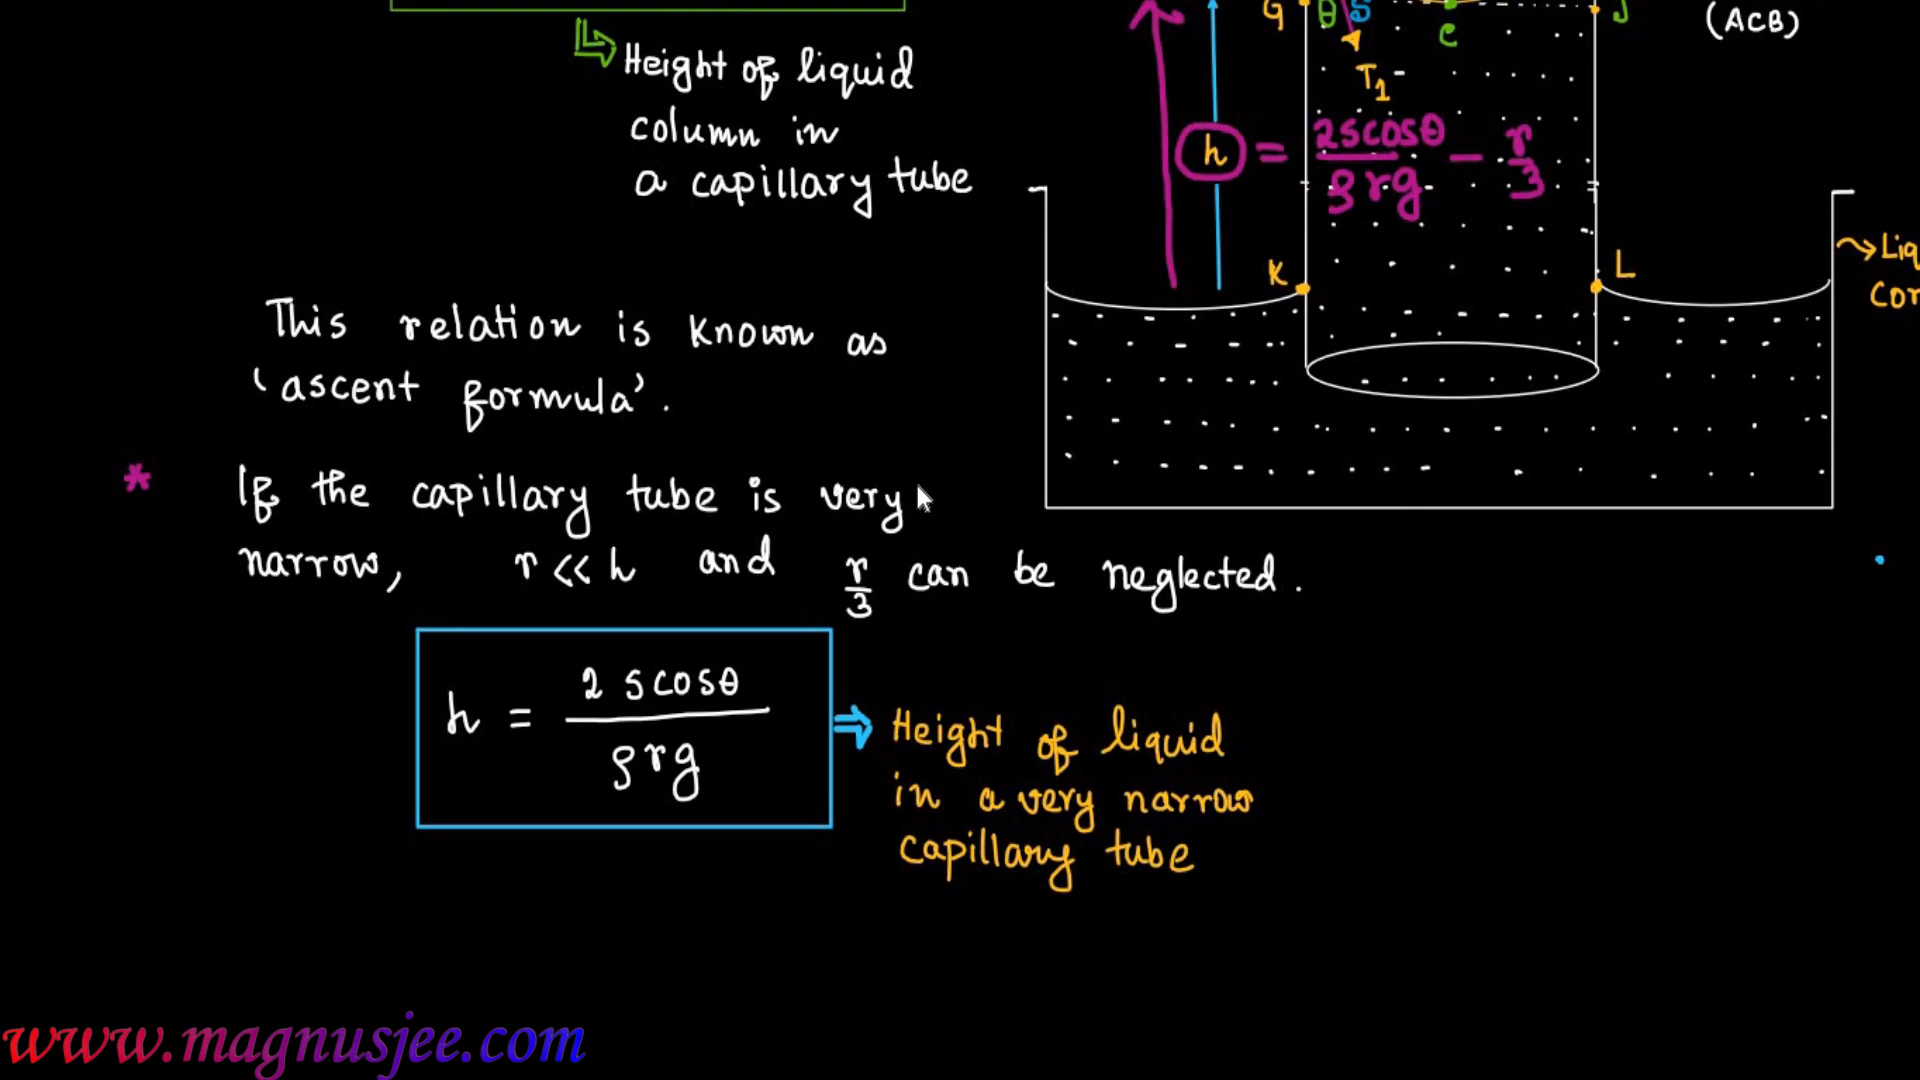 Height of liquid
column in
a capillary tube
G θ S C J
T1
(ACB)
h = 2scosθ/ρrg − r/3
K L
This relation is known as
'ascent formula'.
* If the capillary tube is very
narrow, r << h and r/3 can be neglected.
h = 2 scosθ/ρrg
Height of liquid
in a very narrow
capillary tube
www.magnusjee.com